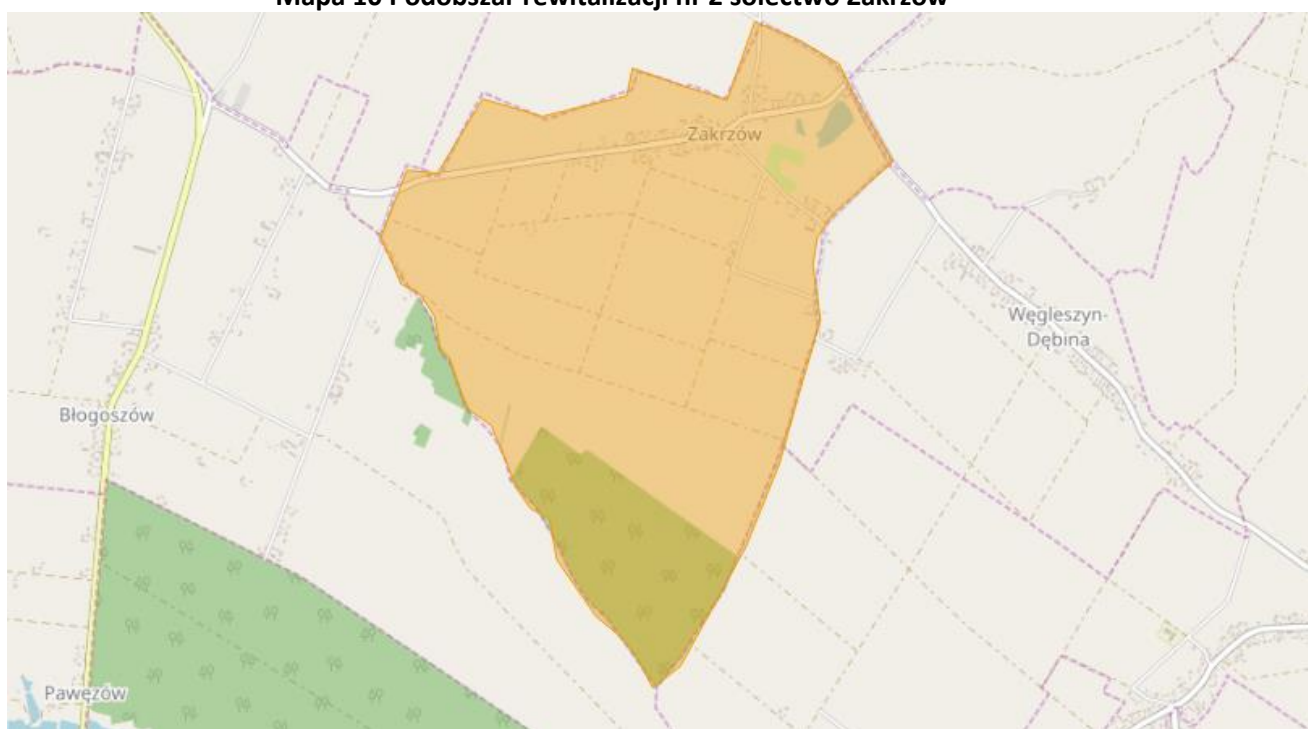 Mapa 16 Podobszar rewitalizacji nr 2 sołectwo Zakrzów
Zakrzów
Węgleszyn-
Dębina
Błogoszów
Pawęzów